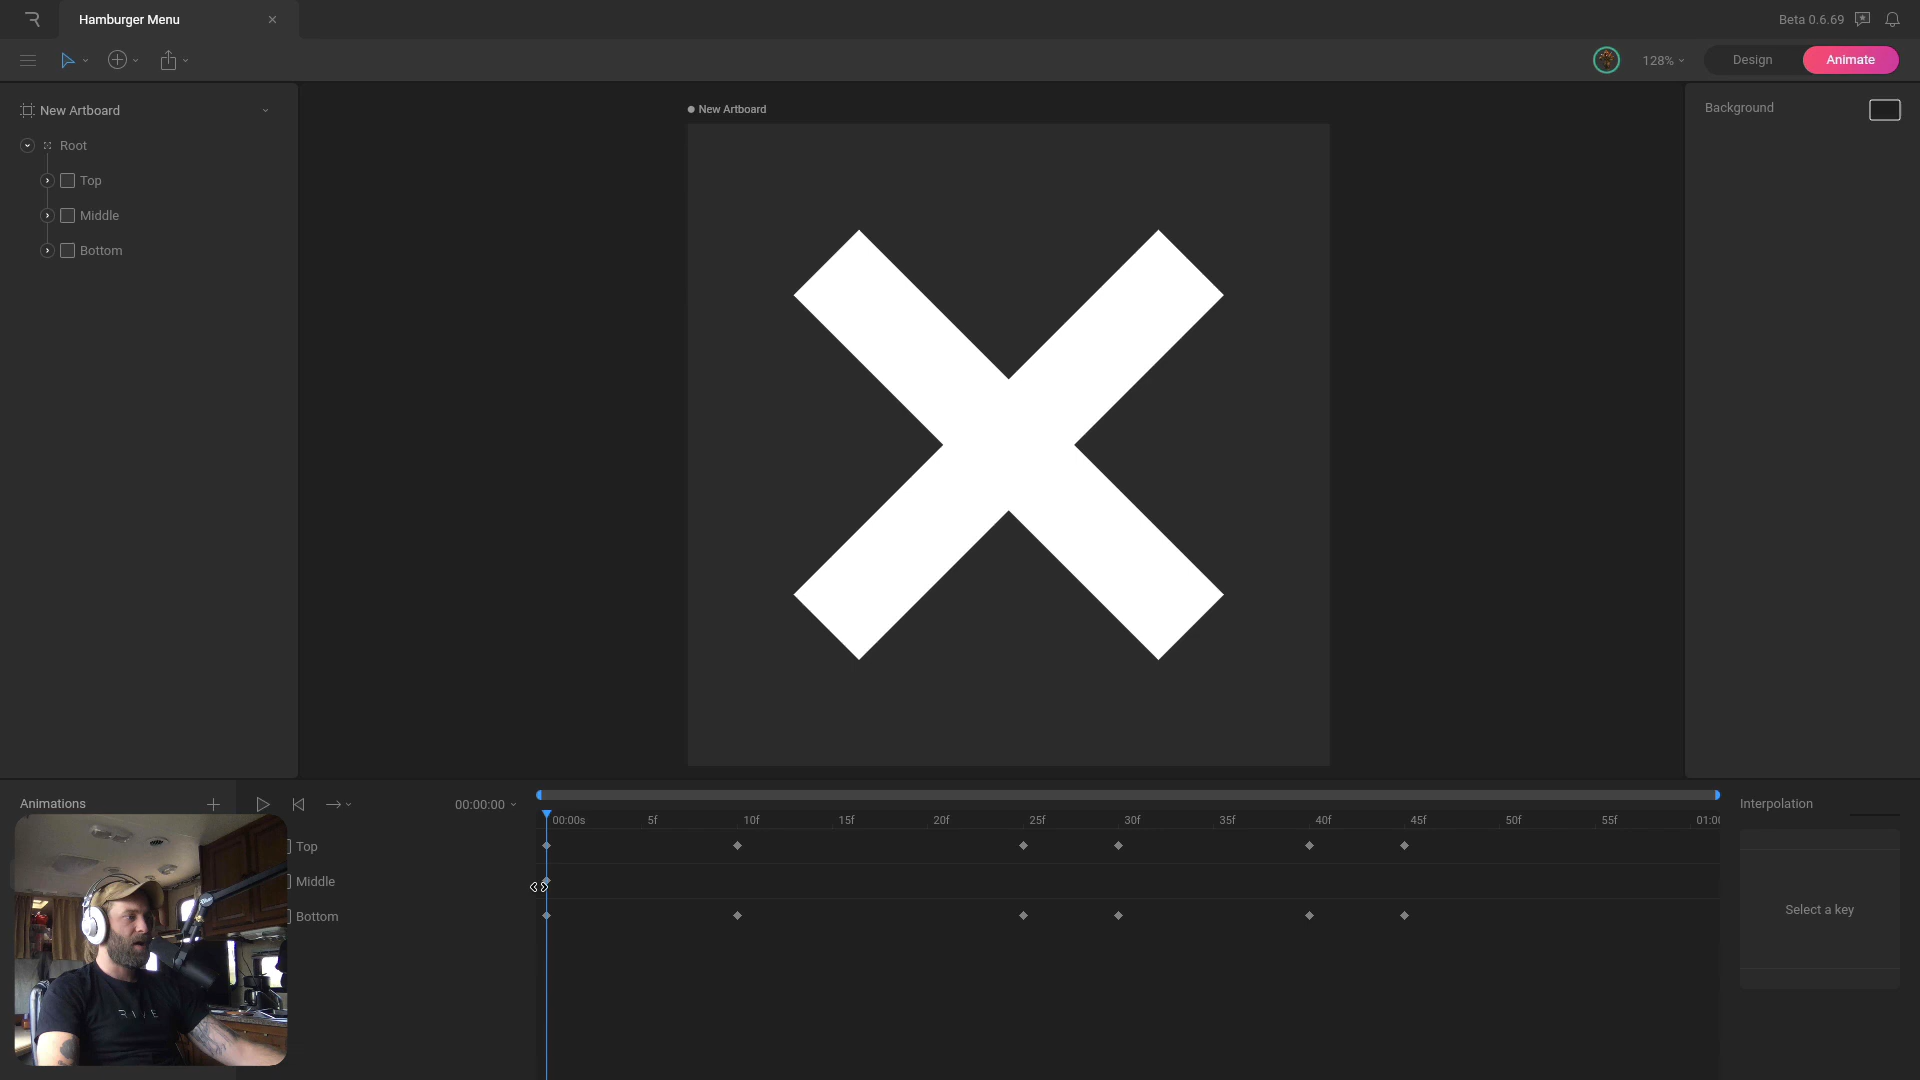 Hamburger Menu
Beta 0.6.69
128%
Design
Animate
New Artboard
Root
Top
Middle
Bottom
New Artboard
Background
Animations
00:00:00
00:00s 5f 10f 15f 20f 25f 30f 35f 40f 45f 50f 55f 01:00
Top
Middle
Bottom
Interpolation
Select a key
RIVE